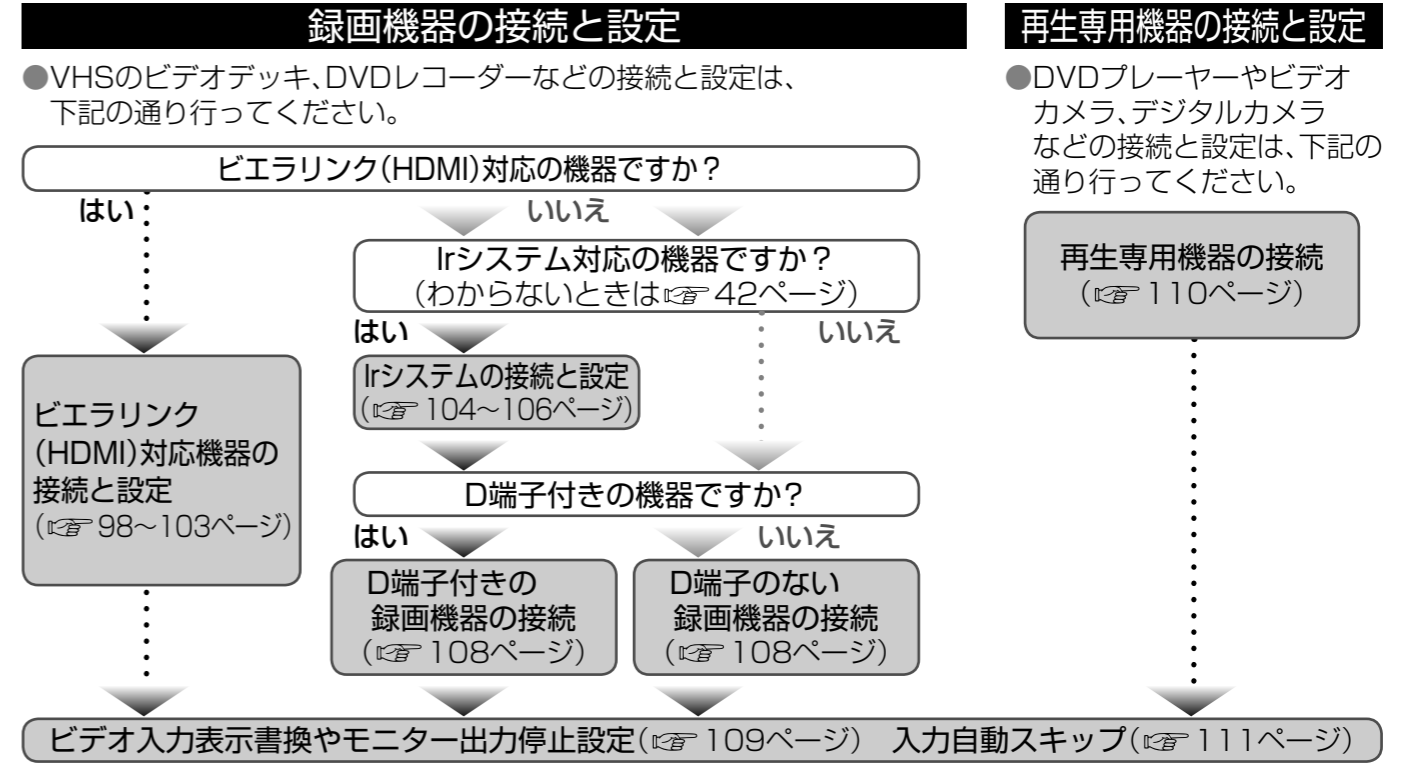 録画機器の接続と設定
●VHSのビデオデッキ、DVDレコーダーなどの接続と設定は、
下記の通り行ってください。
ビエラリンク(HDMI)対応の機器ですか？
はい
いいえ
Irシステム対応の機器ですか？
(わからないときは☞42ページ)
はい
いいえ
Irシステムの接続と設定
(☞104～106ページ)
ビエラリンク
(HDMI)対応機器の
接続と設定
(☞98～103ページ)
D端子付きの機器ですか？
はい
いいえ
D端子付きの
録画機器の接続
(☞108ページ)
D端子のない
録画機器の接続
(☞108ページ)
再生専用機器の接続と設定
●DVDプレーヤーやビデオ
カメラ、デジタルカメラ
などの接続と設定は、下記の
通り行ってください。
再生専用機器の接続
(☞110ページ)
ビデオ入力表示書換やモニター出力停止設定(☞109ページ) 入力自動スキップ(☞111ページ)